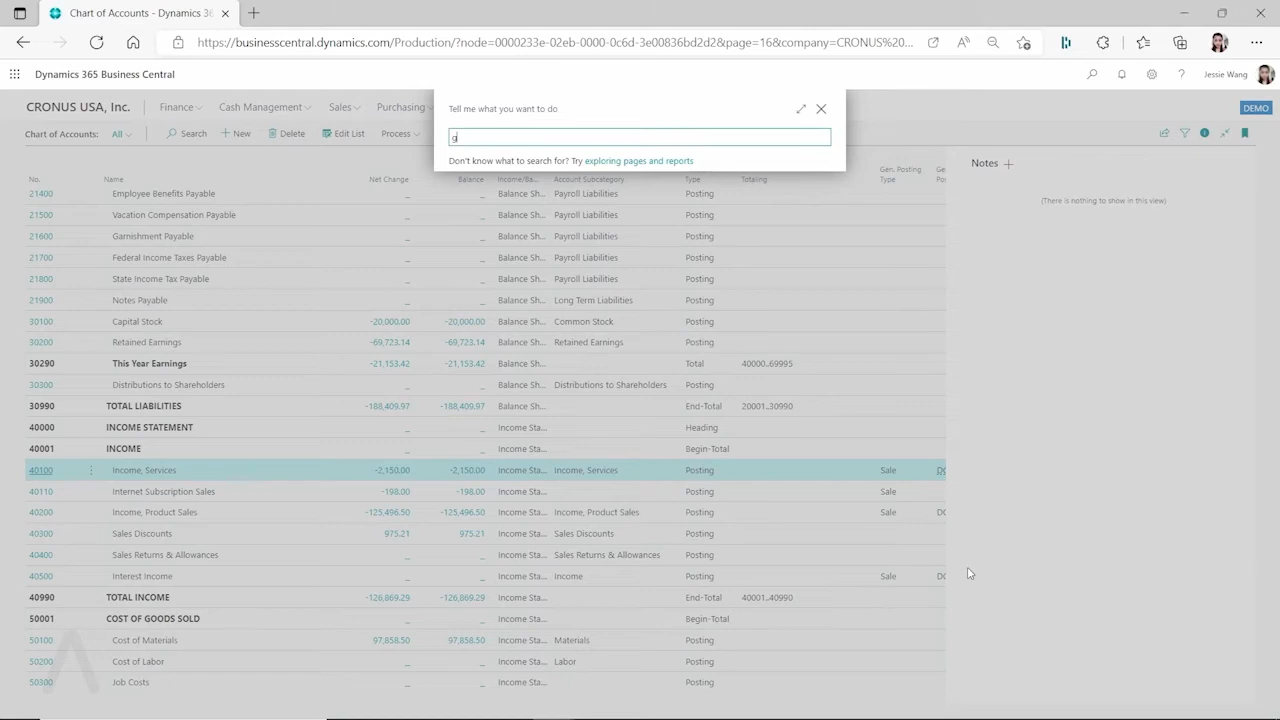 Chart of Accounts - Dynamics 36
https://businesscentral.dynamics.com/Production/?node=0000233e-02eb-0000-0c6d-3e00836bd2d2&page=16&company=CRONUS%20...
Dynamics 365 Business Central
Jessie Wang
CRONUS USA, Inc. Finance Cash Management Sales Purchasing
Tell me what you want to do
g
Don't know what to search for? Try exploring pages and reports
DEMO
Chart of Accounts: All Search New Delete Edit List Process
Notes
(There is nothing to show in this view)
No. Name Net Change Balance Income/Ba... Account Subcategory Type Totaling Gen. Posting Type Ge Pos
21400 Employee Benefits Payable _ _ Balance Sh... Payroll Liabilities Posting
21500 Vacation Compensation Payable _ _ Balance Sh... Payroll Liabilities Posting
21600 Garnishment Payable _ _ Balance Sh... Payroll Liabilities Posting
21700 Federal Income Taxes Payable _ _ Balance Sh... Payroll Liabilities Posting
21800 State Income Tax Payable _ _ Balance Sh... Payroll Liabilities Posting
21900 Notes Payable _ _ Balance Sh... Long Term Liabilities Posting
30100 Capital Stock -20,000.00 -20,000.00 Balance Sh... Common Stock Posting
30200 Retained Earnings -69,723.14 -69,723.14 Balance Sh... Retained Earnings Posting
30290 This Year Earnings -21,153.42 -21,153.42 Balance Sh... Total 40000..69995
30300 Distributions to Shareholders _ _ Balance Sh... Distributions to Shareholders Posting
30990 TOTAL LIABILITIES -188,409.97 -188,409.97 Balance Sh... End-Total 20001..30990
40000 INCOME STATEMENT _ _ Income Sta... Heading
40001 INCOME _ _ Income Sta... Begin-Total
40100 Income, Services -2,150.00 -2,150.00 Income Sta... Income, Services Posting Sale DO
40110 Internet Subscription Sales -198.00 -198.00 Income Sta... Posting Sale
40200 Income, Product Sales -125,496.50 -125,496.50 Income Sta... Income, Product Sales Posting Sale DO
40300 Sales Discounts 975.21 975.21 Income Sta... Sales Discounts Posting
40400 Sales Returns & Allowances _ _ Income Sta... Sales Returns & Allowances Posting
40500 Interest Income _ _ Income Sta... Income Posting Sale DO
40990 TOTAL INCOME -126,869.29 -126,869.29 Income Sta... End-Total 40001..40990
50001 COST OF GOODS SOLD _ _ Income Sta... Begin-Total
50100 Cost of Materials 97,858.50 97,858.50 Income Sta... Materials Posting
50200 Cost of Labor _ _ Income Sta... Labor Posting
50300 Job Costs _ _ Income Sta... Posting